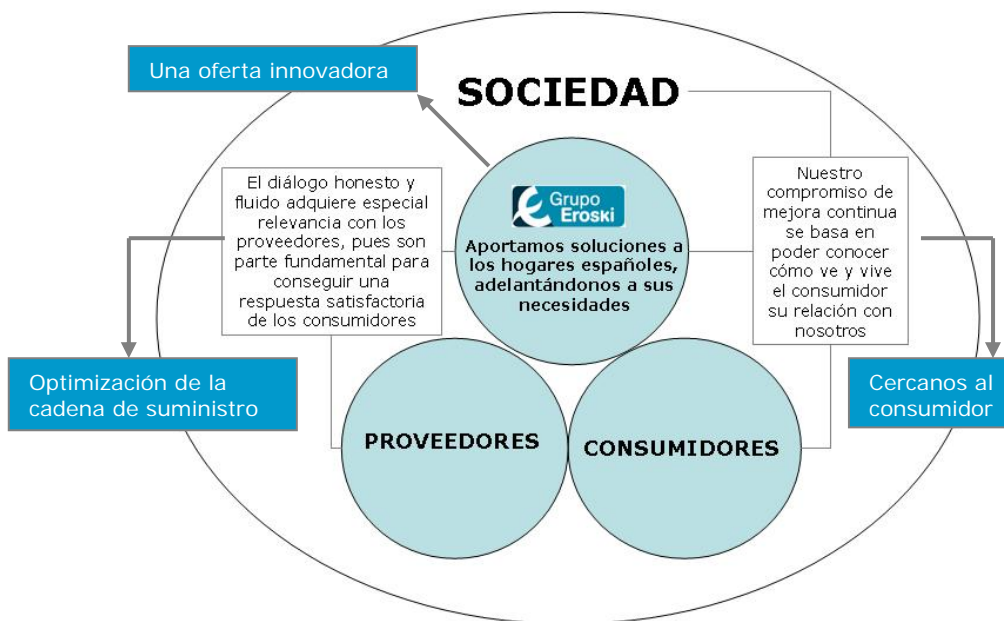 Una oferta innovadora
SOCIEDAD
El diálogo honesto y
fluido adquiere especial
relevancia con los
proveedores, pues son
parte fundamental para
conseguir una
respuesta satisfactoria
de los consumidores
Grupo
Eroski
Aportamos soluciones a
los hogares españoles,
adelantándonos a sus
necesidades
Nuestro
compromiso de
mejora continua
se basa en
poder conocer
cómo ve y vive
el consumidor
su relación con
nosotros
Optimización de la
cadena de suministro
Cercanos al
consumidor
PROVEEDORES
CONSUMIDORES